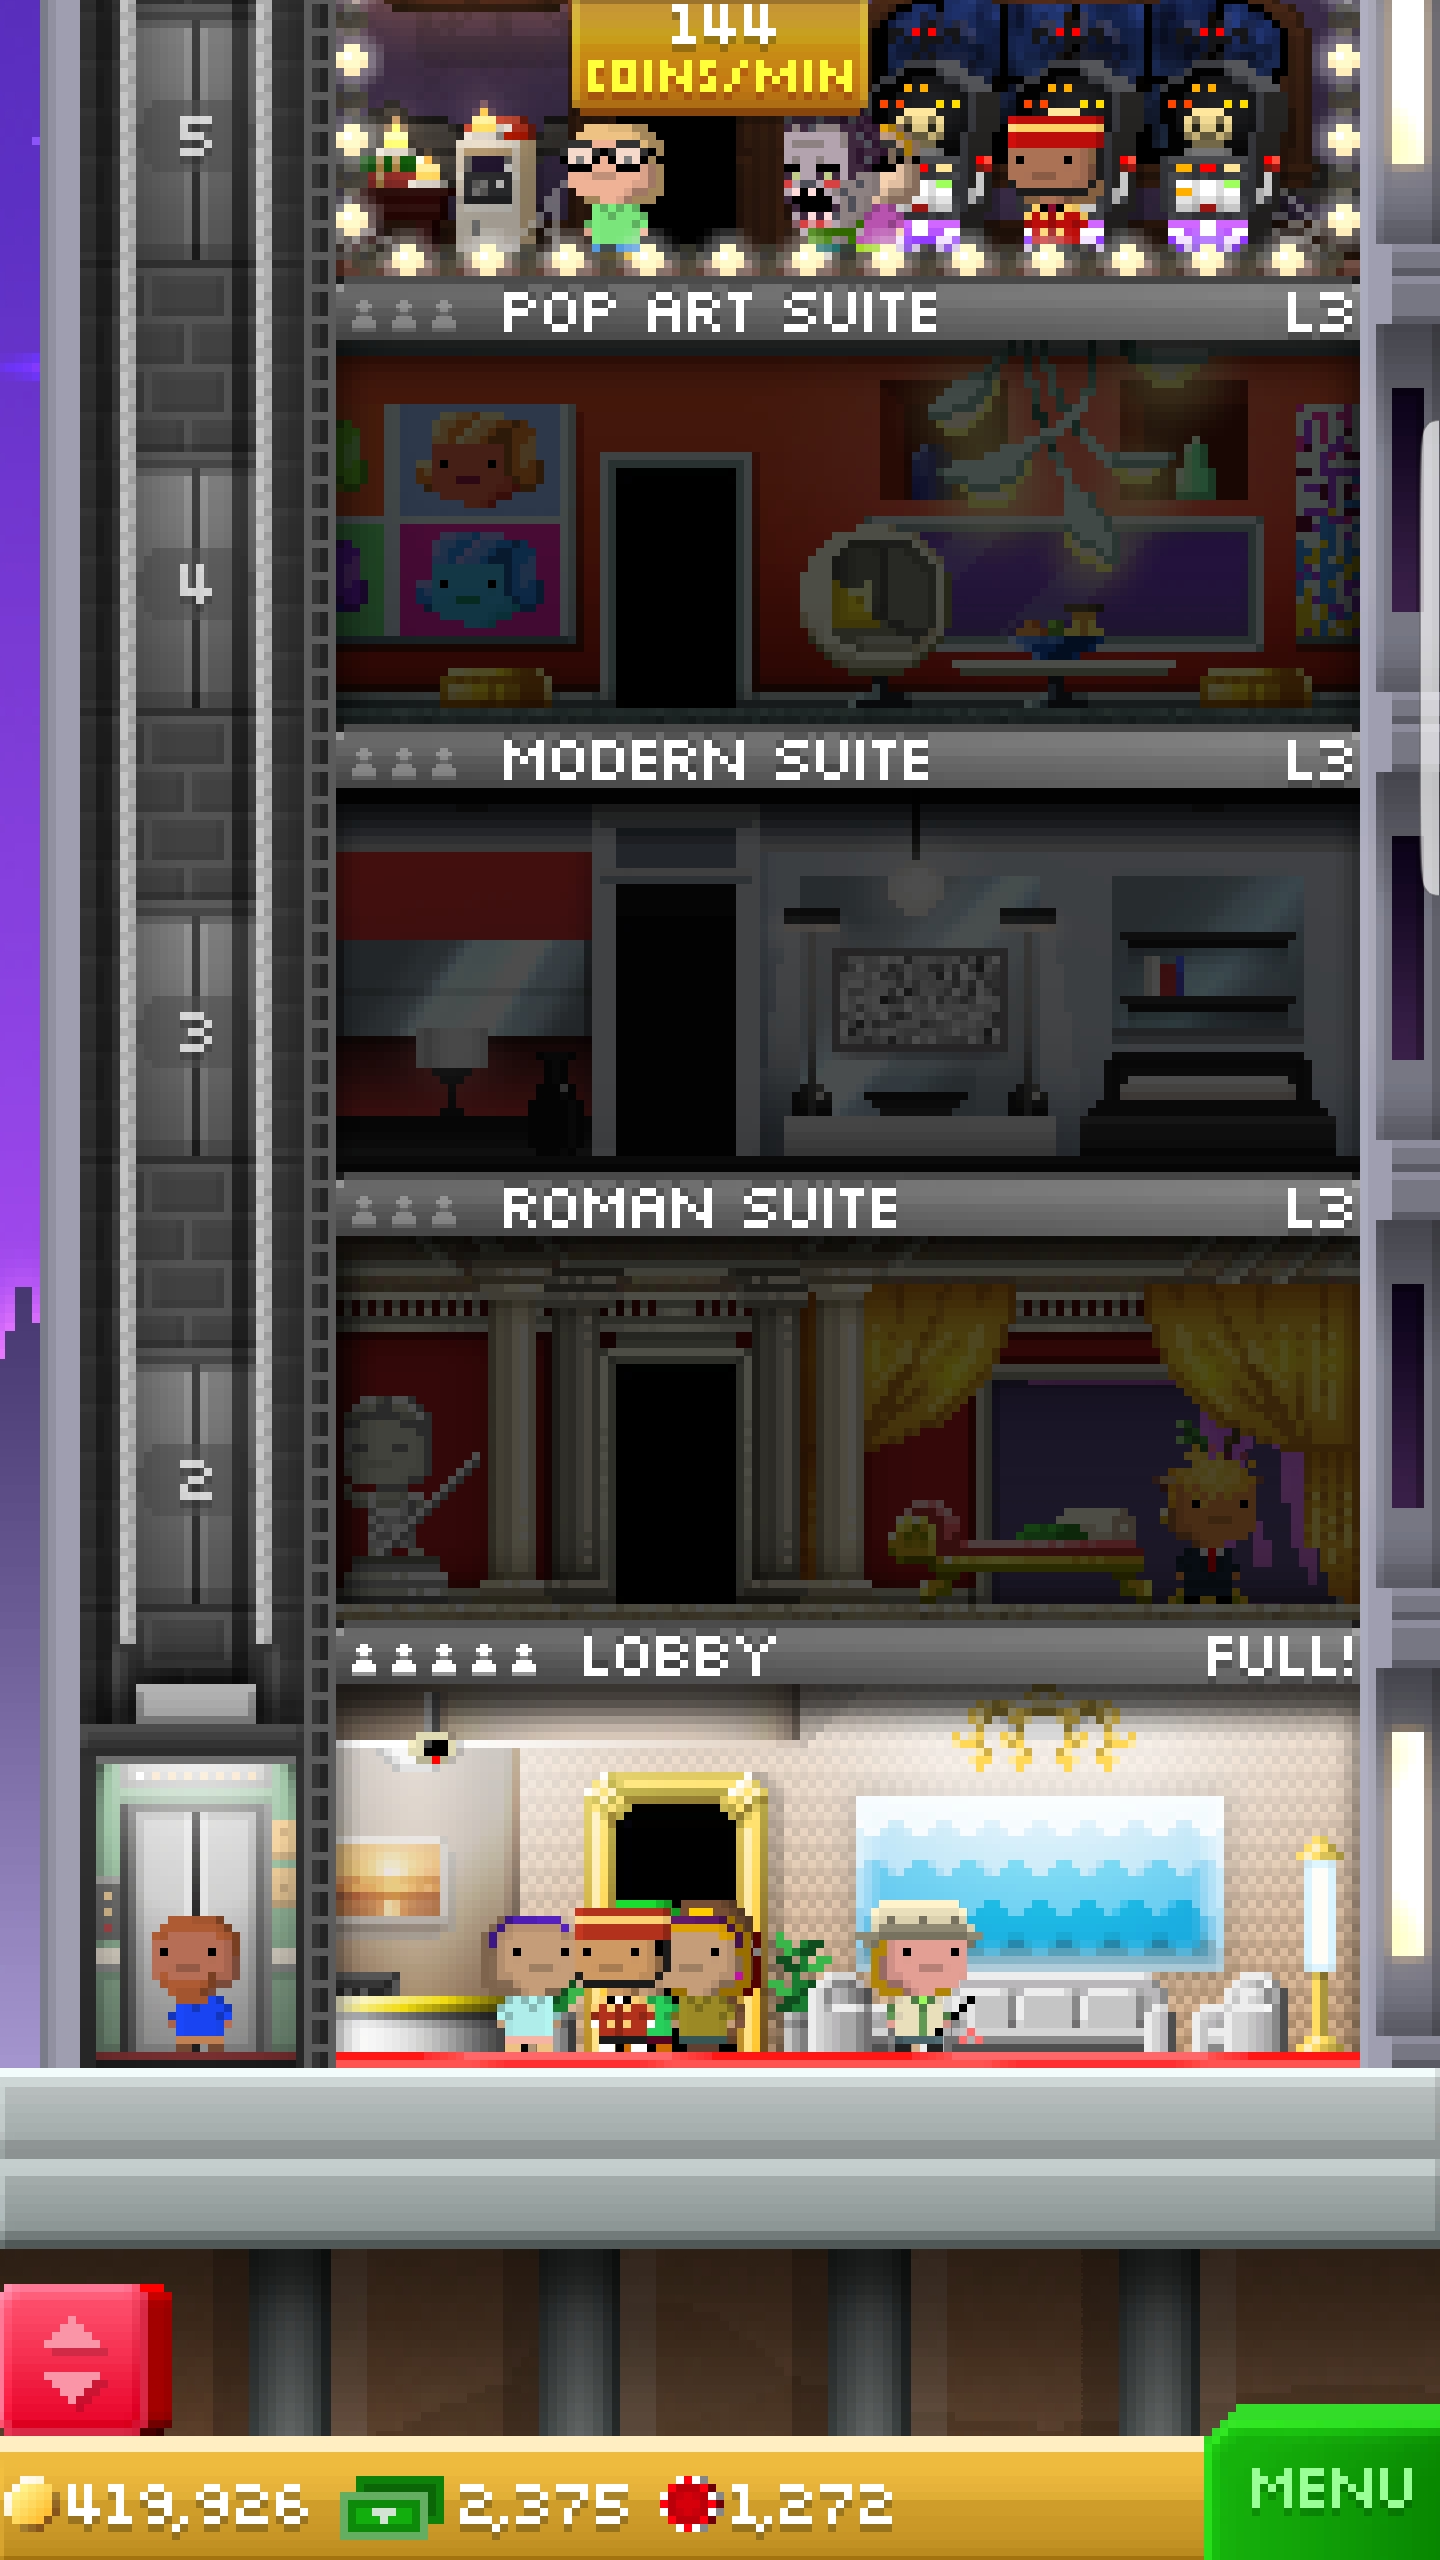 144
COINS/MIN
5
POP ART SUITE L3
4
MODERN SUITE L3
3
ROMAN SUITE L3
2
LOBBY FULL!
419,926 2,375 1,272
MENU